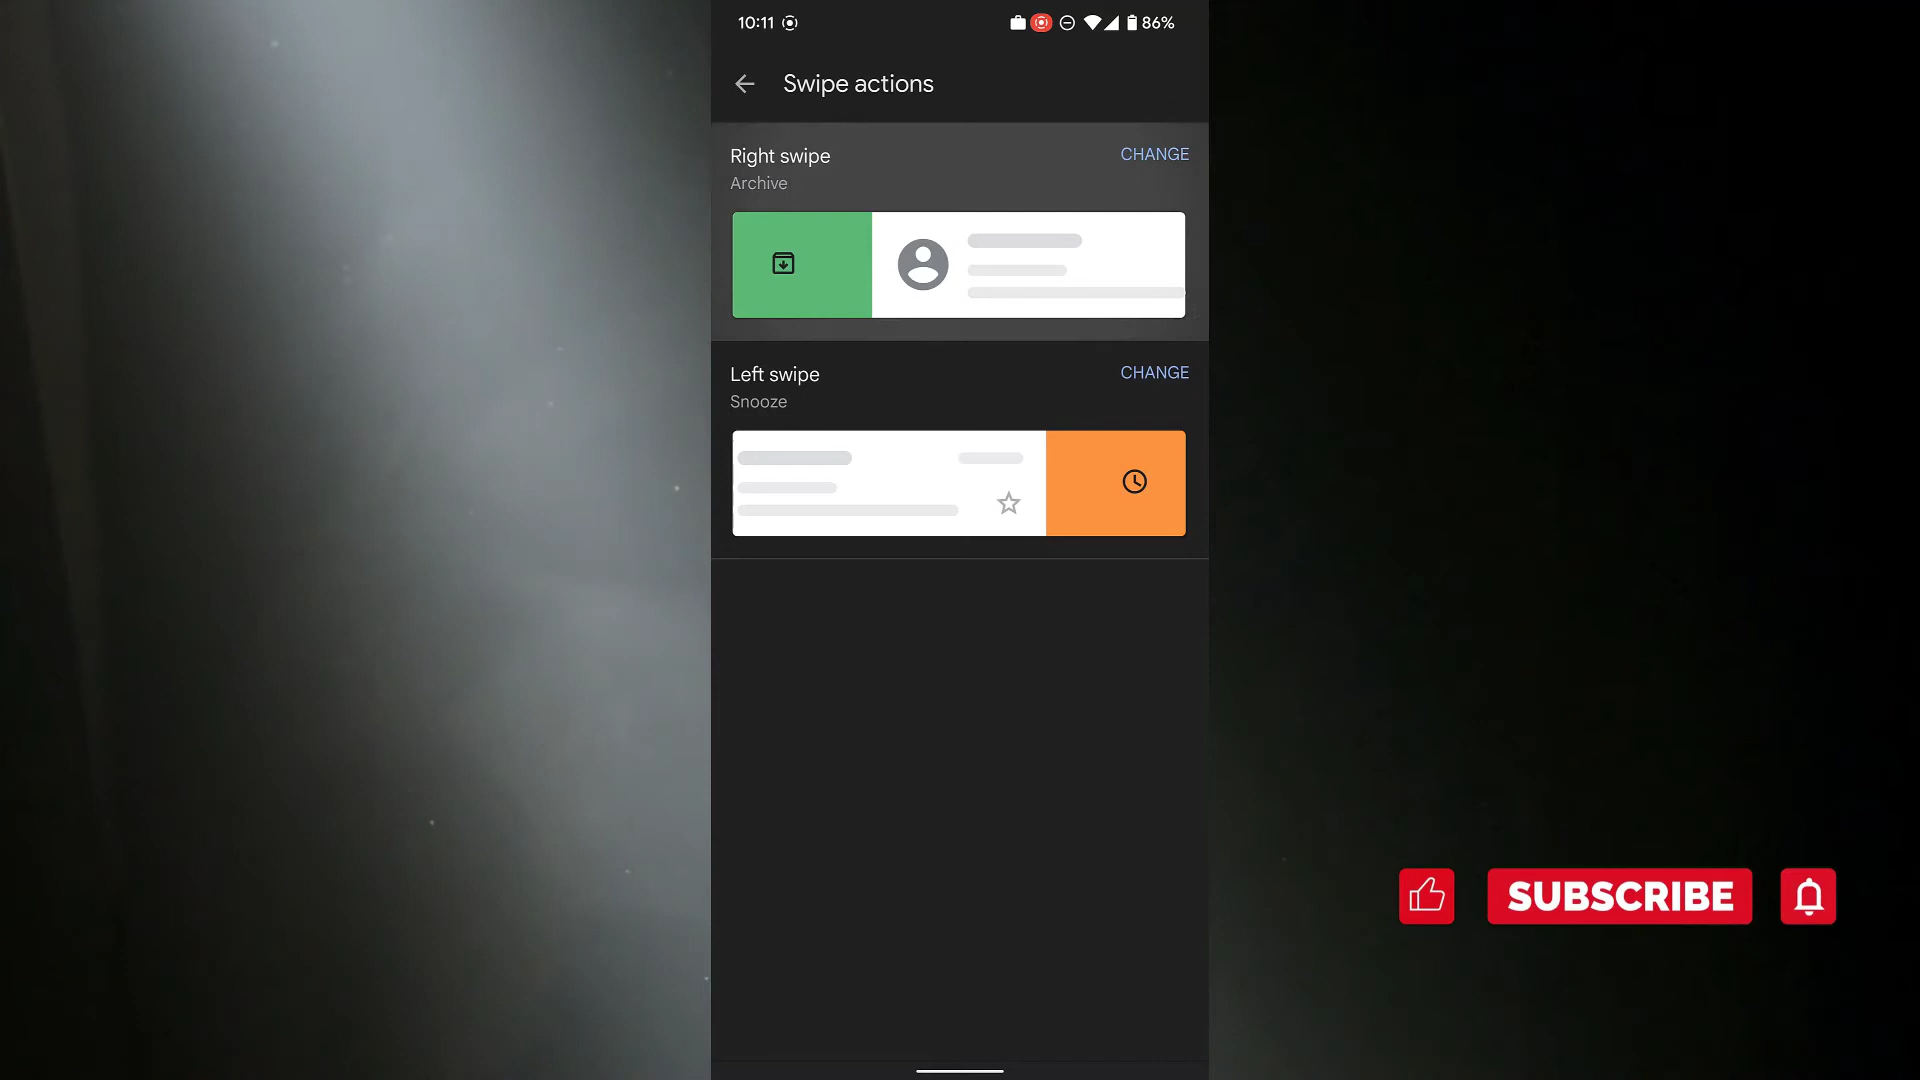 10:11
86%
Swipe actions
Right swipe
CHANGE
Archive
Left swipe
CHANGE
Snooze
SUBSCRIBE